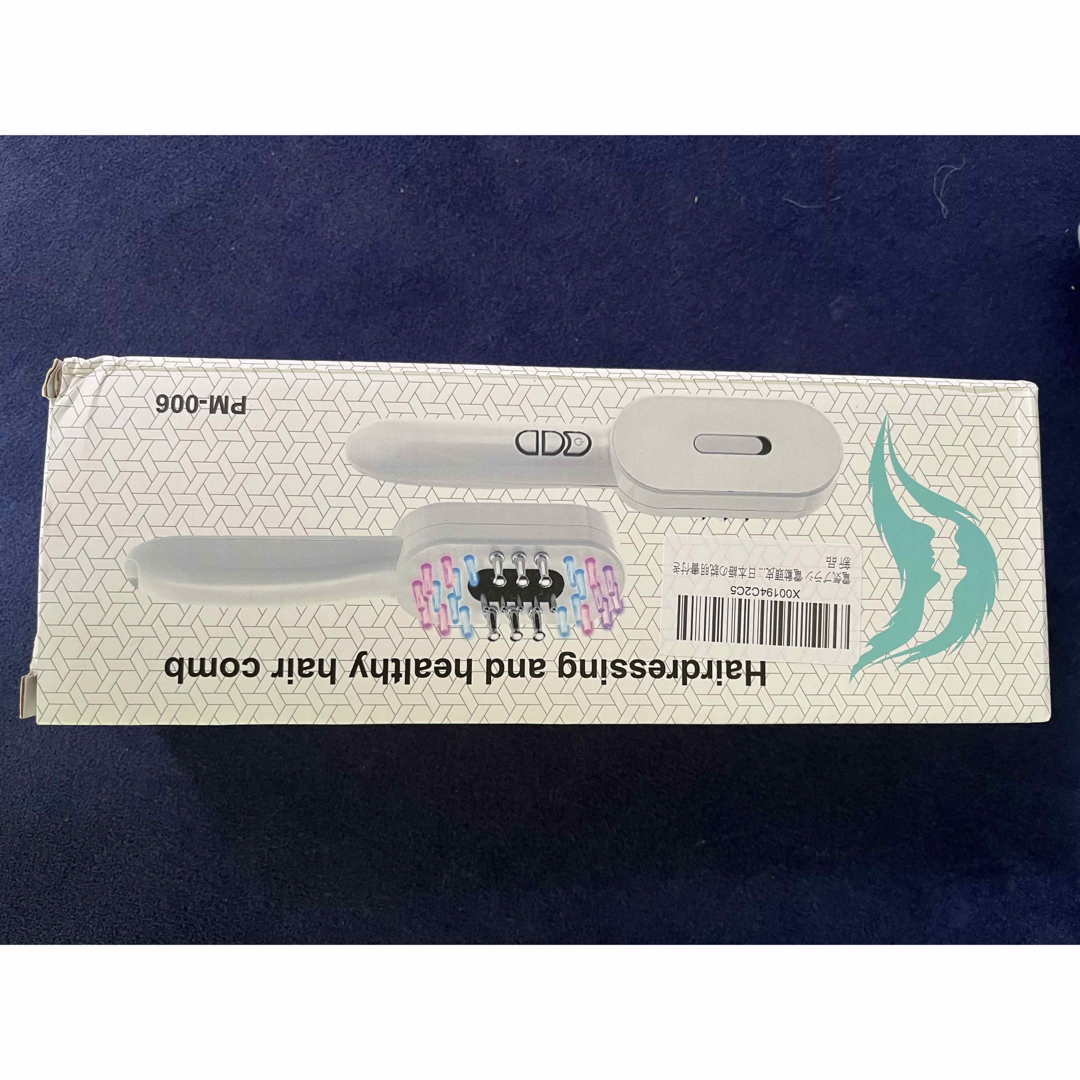 Hairdressing and healthy hair comb
X00194C2C5
電気ブラシ 電動頭皮...日本語の説明書付き
新品
PM-006